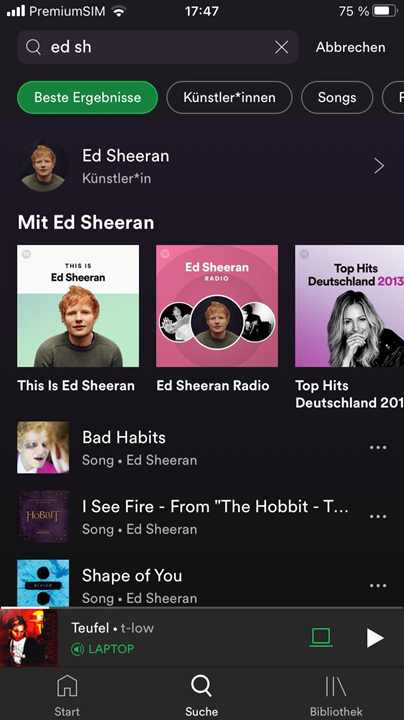 PremiumSIM 17:47 75 %
ed sh Abbrechen
Beste Ergebnisse Künstler*innen Songs
Ed Sheeran
Künstler*in
Mit Ed Sheeran
THIS IS
Ed Sheeran
Ed Sheeran
RADIO
Top Hits
Deutschland 2013
This Is Ed Sheeran
Ed Sheeran Radio
Top Hits
Deutschland 201
Bad Habits
Song • Ed Sheeran
HOBBIT
I See Fire - From "The Hobbit - T...
Song • Ed Sheeran
Shape of You
Song • Ed Sheeran
Teufel • t-low
LAPTOP
Start Suche Bibliothek